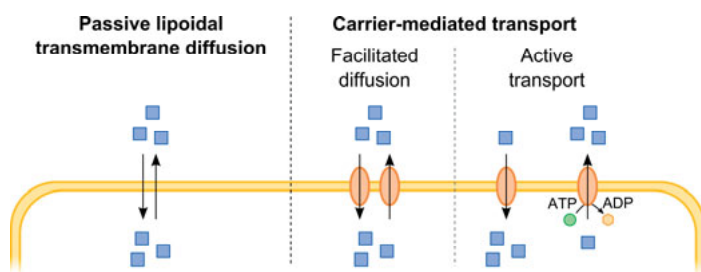 Passive lipoidal
transmembrane diffusion
Carrier-mediated transport
Facilitated
diffusion
Active
transport
ATP
ADP